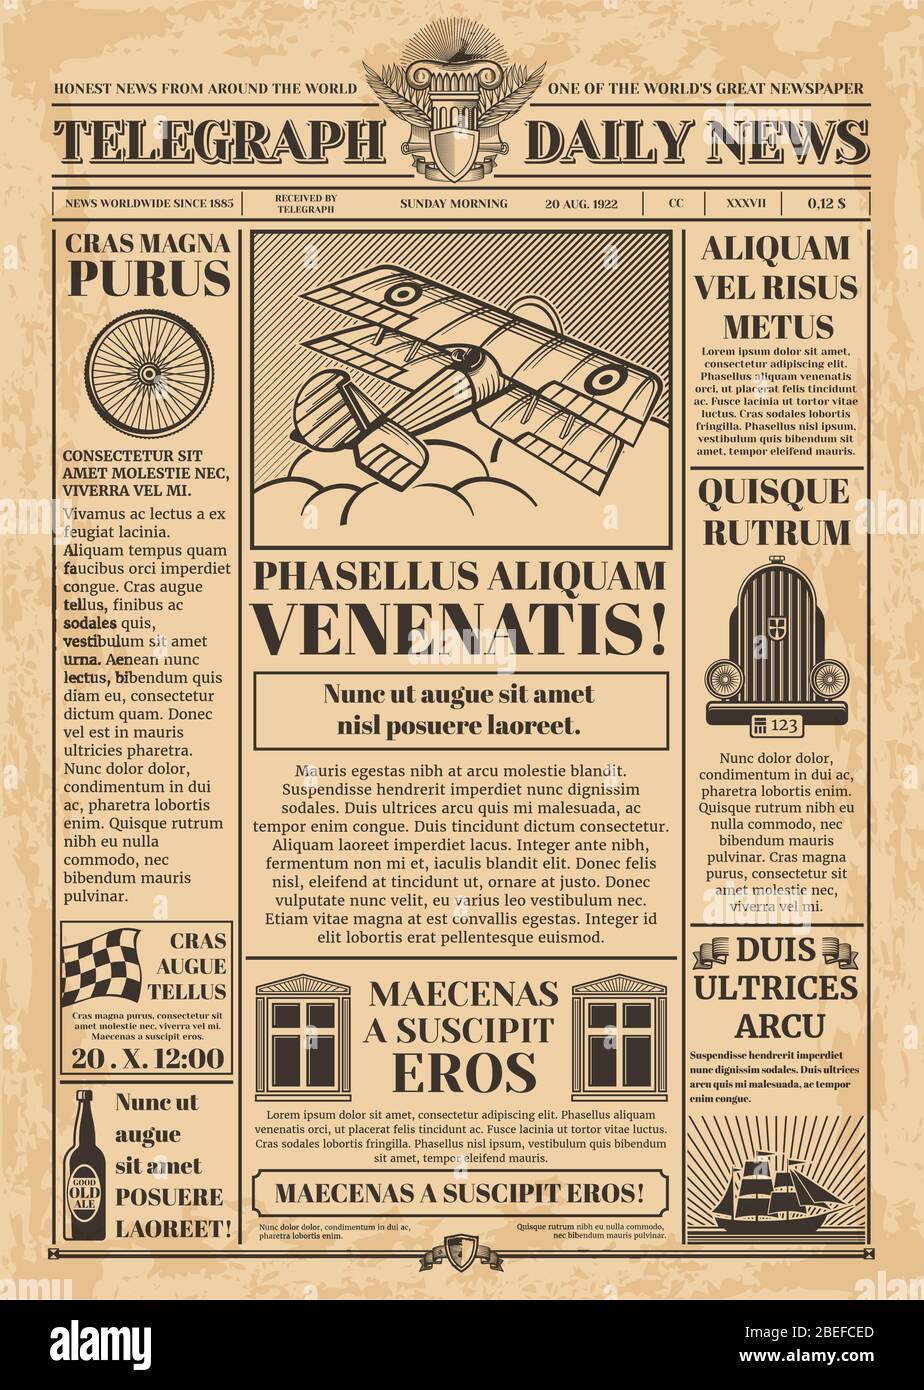 HONEST NEWS FROM AROUND THE WORLD
ONE OF THE WORLD'S GREAT NEWSPAPER
TELEGRAPH DAILY NEWS
NEWS WORLDWIDE SINCE 1885
RECEIVED BY
TELEGRAPH
SUNDAY MORNING
20 AUG. 1922
CC
XXXVII
0,12 $
CRAS MAGNA
PURUS
CONSECTETUR SIT
AMET MOLESTIE NEC,
VIVERRA VEL MI.
Vivamus ac lectus a ex
feugiat lacinia.
Aliquam tempus quam
faucibus orci imperdiet
congue. Cras augue
tellus, finibus ac
sodales quis,
vestibulum sit amet
urna. Aenean nunc
lectus, bibendum quis
diam eu, consectetur
dictum quam. Donec
vel est in mauris
ultricies pharetra.
Nunc dolor dolor,
condimentum in dui
ac, pharetra lobortis
enim. Quisque rutrum
nibh eu nulla
commodo, nec
bibendum mauris
pulvinar.
CRAS
AUGUE
TELLUS
Cras magna purus, consectetur sit
amet molestie nec, viverra vel mi.
Maecenas a suscipit eros.
20 . X. 12:00
GOOD
OLD
ALE
Nunc ut
augue
sit amet
POSUERE
LAOREET!
PHASELLUS ALIQUAM
VENENATIS!
Nunc ut augue sit amet
nisl posuere laoreet.
Mauris egestas nibh at arcu molestie blandit.
Suspendisse hendrerit imperdiet nunc dignissim
sodales. Duis ultrices arcu quis mi malesuada, ac
tempor enim congue. Duis tincidunt dictum consectetur.
Aliquam laoreet imperdiet lacus. Integer ante nibh,
fermentum non mi et, iaculis blandit elit. Donec felis
nisl, eleifend at tincidunt ut, ornare at justo. Donec
vulputate nunc velit, eu varius leo vestibulum nec.
Etiam vitae magna at est convallis egestas. Integer id
elit lobortis erat pellentesque euismod.
MAECENAS
A SUSCIPIT
EROS
Lorem ipsum dolor sit amet, consectetur adipiscing elit. Phasellus aliquam
venenatis orci, ut placerat felis tincidunt ac. Fusce lacinia ut tortor vitae luctus.
Cras sodales lobortis fringilla. Phasellus nisl ipsum, vestibulum quis bibendum
sit amet, tempor eleifend mauris.
MAECENAS A SUSCIPIT EROS!
Nunc dolor dolor, condimentum in dui ac,
pharetra lobortis enim.
Quisque rutrum nibh eu nulla commodo,
nec bibendum mauris pulvinar.
ALIQUAM
VEL RISUS
METUS
Lorem ipsum dolor sit amet,
consectetur adipiscing elit.
Phasellus aliquam venenatis
orci, ut placerat felis tincidunt
ac. Fusce lacinia ut tortor vitae
luctus. Cras sodales lobortis
fringilla. Phasellus nisl ipsum,
vestibulum quis bibendum sit
amet, tempor eleifend mauris.
QUISQUE
RUTRUM
123
Nunc dolor dolor,
condimentum in dui ac,
pharetra lobortis enim.
Quisque rutrum nibh eu
nulla commodo, nec
bibendum mauris
pulvinar. Cras magna
purus, consectetur sit
amet molestie nec,
viverra vel mi.
DUIS
ULTRICES
ARCU
Suspendisse hendrerit imperdiet
nunc dignissim sodales. Duis ultrices
arcu quis mi malesuada, ac tempor
enim congue.
alamy
Image ID: 2BEFCED
www.alamy.com